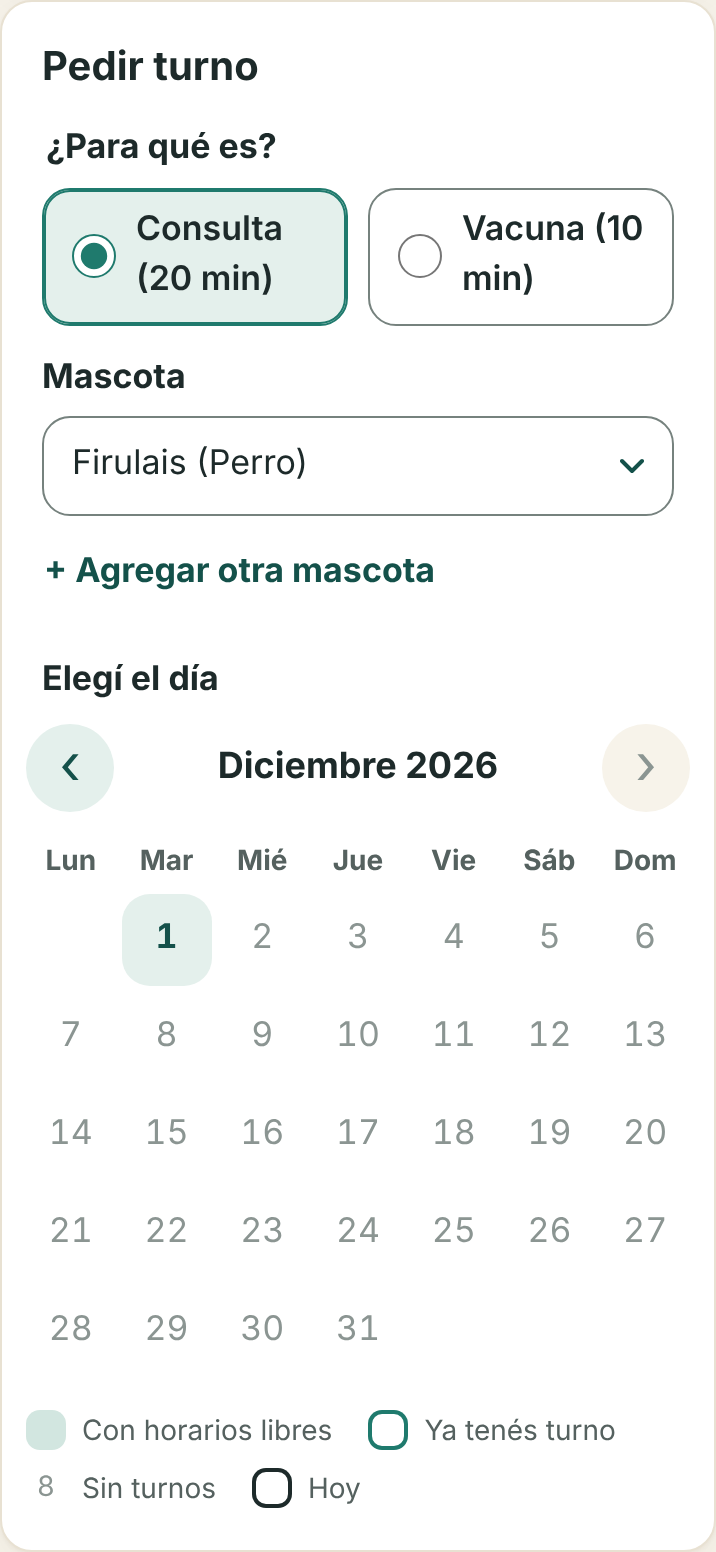 Pedir turno
¿Para qué es?
Consulta
(20 min)
Vacuna (10
min)
Mascota
Firulais (Perro)
+ Agregar otra mascota
Elegí el día
Diciembre 2026
Lun Mar Mié Jue Vie Sáb Dom
1 2 3 4 5 6
7 8 9 10 11 12 13
14 15 16 17 18 19 20
21 22 23 24 25 26 27
28 29 30 31
Con horarios libres Ya tenés turno
8 Sin turnos Hoy